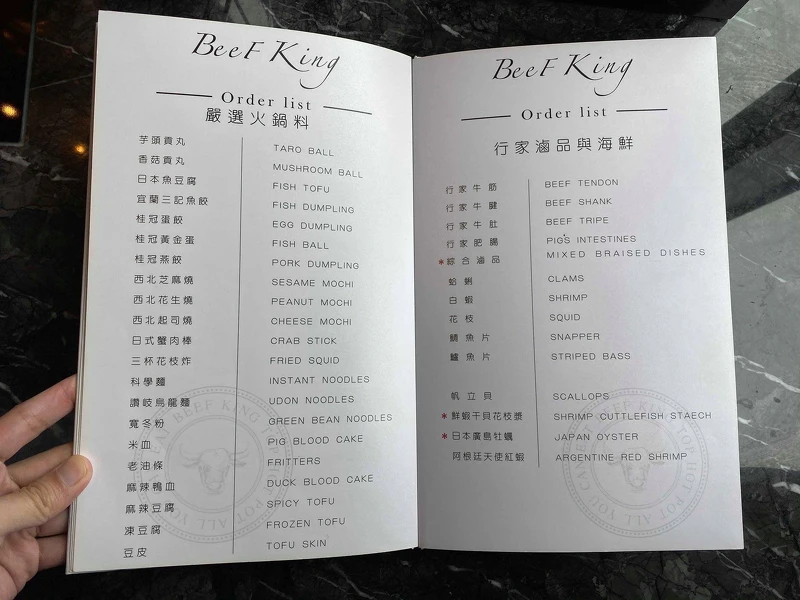 BeeF King
Order list
嚴選火鍋料
芋頭貢丸 TARO BALL
香菇貢丸 MUSHROOM BALL
日本魚豆腐 FISH TOFU
宜蘭三記魚餃 FISH DUMPLING
桂冠蛋餃 EGG DUMPLING
桂冠黃金蛋 FISH BALL
桂冠燕餃 PORK DUMPLING
西北芝麻燒 SESAME MOCHI
西北花生燒 PEANUT MOCHI
西北起司燒 CHEESE MOCHI
日式蟹肉棒 CRAB STICK
三杯花枝炸 FRIED SQUID
科學麵 INSTANT NOODLES
讚岐烏龍麵 UDON NOODLES
寬冬粉 GREEN BEAN NOODLES
米血 PIG BLOOD CAKE
老油條 FRITTERS
麻辣鴨血 DUCK BLOOD CAKE
麻辣豆腐 SPICY TOFU
凍豆腐 FROZEN TOFU
豆皮 TOFU SKIN
BeeF King
Order list
行家滷品與海鮮
行家牛筋 BEEF TENDON
行家牛腱 BEEF SHANK
行家牛肚 BEEF TRIPE
行家肥腸 PIG'S INTESTINES
*綜合滷品 MIXED BRAISED DISHES
蛤蜊 CLAMS
白蝦 SHRIMP
花枝 SQUID
鯛魚片 SNAPPER
鱸魚片 STRIPED BASS
帆立貝 SCALLOPS
*鮮蝦干貝花枝漿 SHRIMP CUTTLEFISH STAECH
*日本廣島牡蠣 JAPAN OYSTER
阿根廷天使紅蝦 ARGENTINE RED SHRIMP